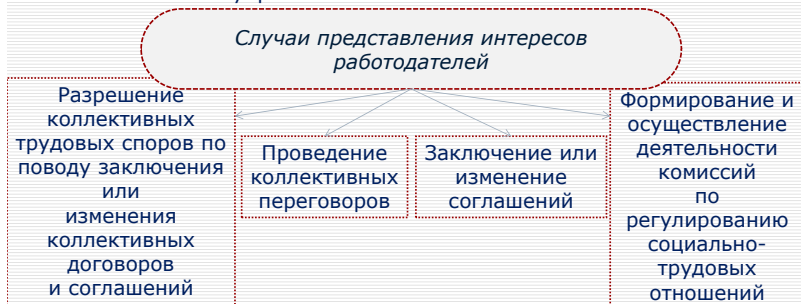 Случаи представления интересов
работодателей
Разрешение
коллективных
трудовых споров по
поводу заключения
или
изменения
коллективных
договоров
и соглашений
Проведение
коллективных
переговоров
Заключение или
изменение
соглашений
Формирование и
осуществление
деятельности
комиссий
по
регулированию
социально-
трудовых
отношений